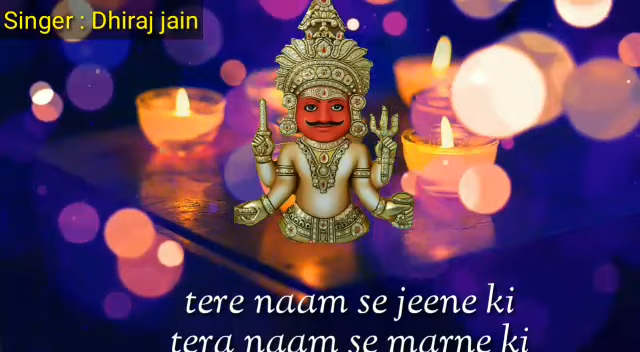 Singer : Dhiraj jain
tere naam se jeene ki
tera naam se marne ki